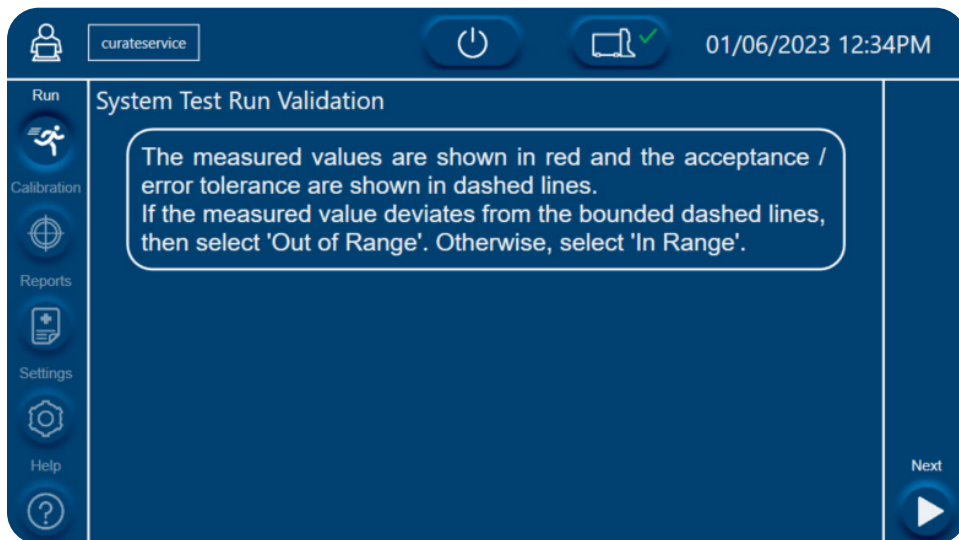 curateservice
01/06/2023 12:34PM
Run
System Test Run Validation
The measured values are shown in red and the acceptance /
error tolerance are shown in dashed lines.
If the measured value deviates from the bounded dashed lines,
then select 'Out of Range'. Otherwise, select 'In Range'.
Calibration
Reports
Settings
Help
Next